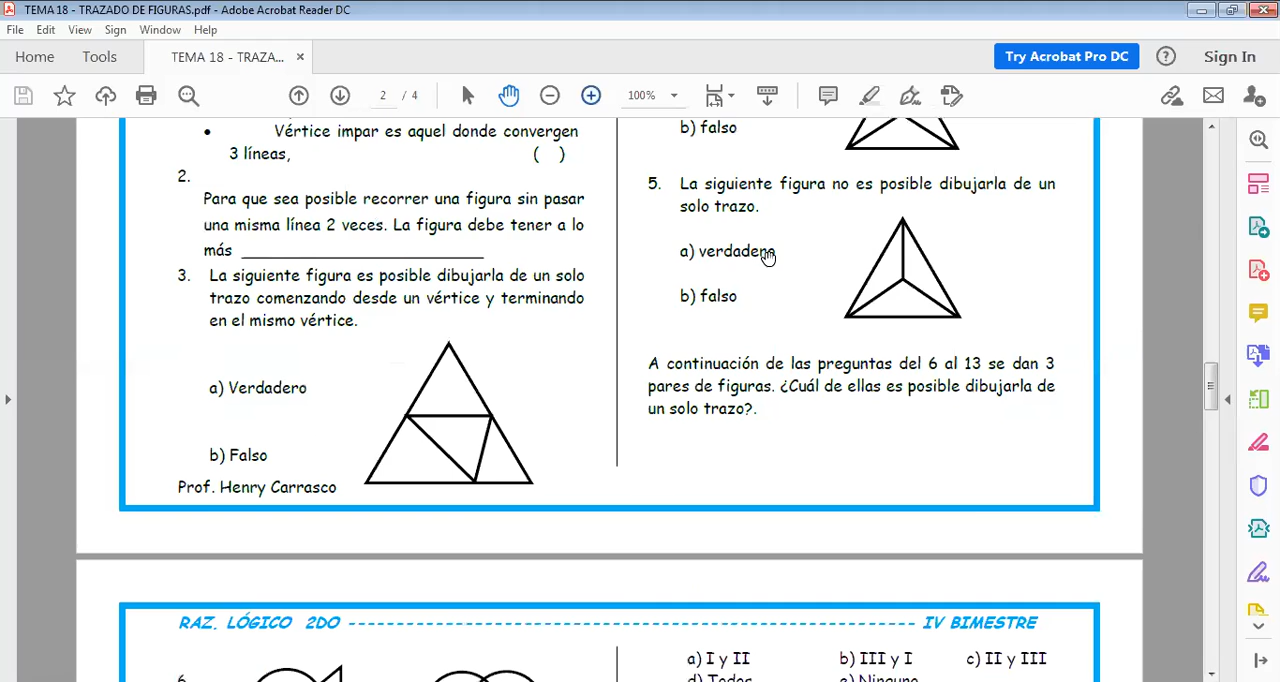 TEMA 18 - TRAZADO DE FIGURAS.pdf - Adobe Acrobat Reader DC
File Edit View Sign Window Help
Home Tools TEMA 18 - TRAZA... × Try Acrobat Pro DC Sign In
2 / 4 100%
• Vértice impar es aquel donde convergen
3 líneas, ( )
2.
Para que sea posible recorrer una figura sin pasar
una misma línea 2 veces. La figura debe tener a lo
más ____________________________
3. La siguiente figura es posible dibujarla de un solo
trazo comenzando desde un vértice y terminando
en el mismo vértice.
a) Verdadero
b) Falso
Prof. Henry Carrasco
b) falso
5. La siguiente figura no es posible dibujarla de un
solo trazo.
a) verdadero
b) falso
A continuación de las preguntas del 6 al 13 se dan 3
pares de figuras. ¿Cuál de ellas es posible dibujarla de
un solo trazo?.
RAZ. LÓGICO 2DO ------------------------------------------------ IV BIMESTRE
6.
a) I y II b) III y I c) II y III
d) Todos e) Ninguno